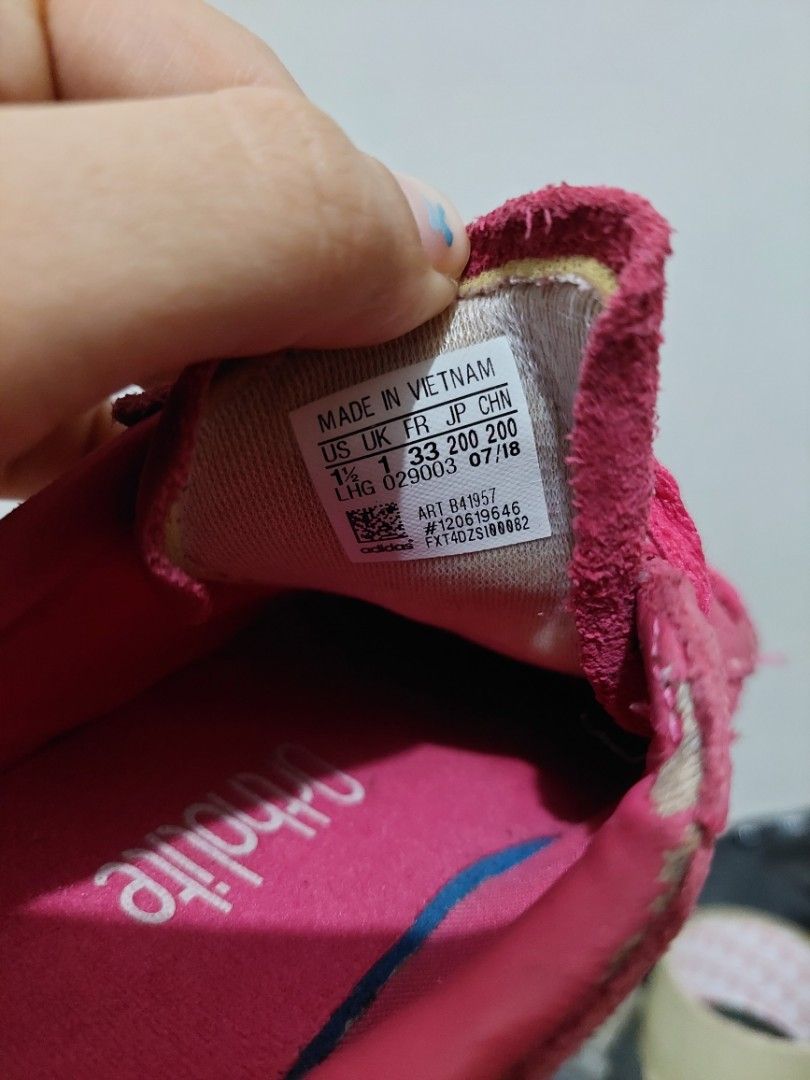 MADE IN VIETNAM
US UK FR JP CHN
1½ 1 33 200 200
LHG 029003 07/18
ART B41957
#120619646
FXT4DZSI00082
adidas
Ortholite